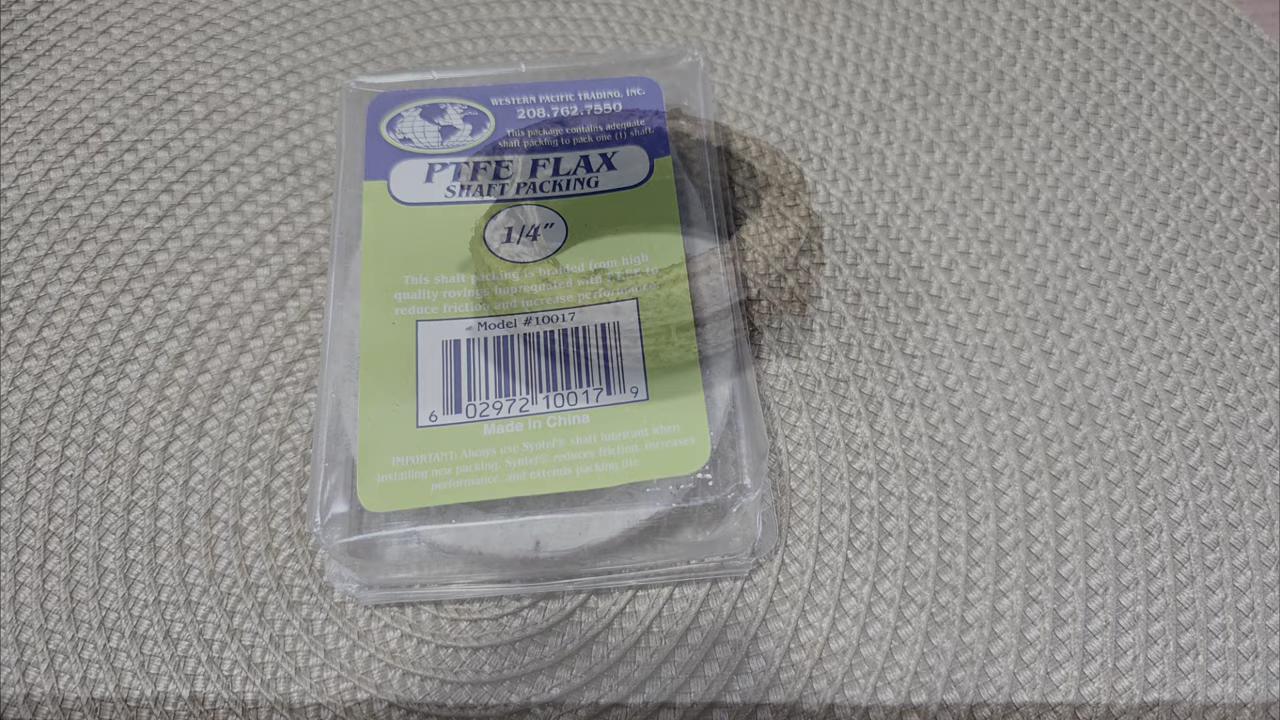 WESTERN PACIFIC TRADING, INC.
208.762.7550
This package contains adequate
shaft packing to pack one (1) shaft.
PTFE FLAX
SHAFT PACKING
1/4"
This shaft packing is braided from high
quality rovings impregnated with PTFE to
reduce friction and increase performance.
Model #10017
6 02972 10017 9
Made in China
IMPORTANT: Always use Syntef® shaft lubricant when
installing new packing. Syntef® reduces friction, increases
performance, and extends packing life.